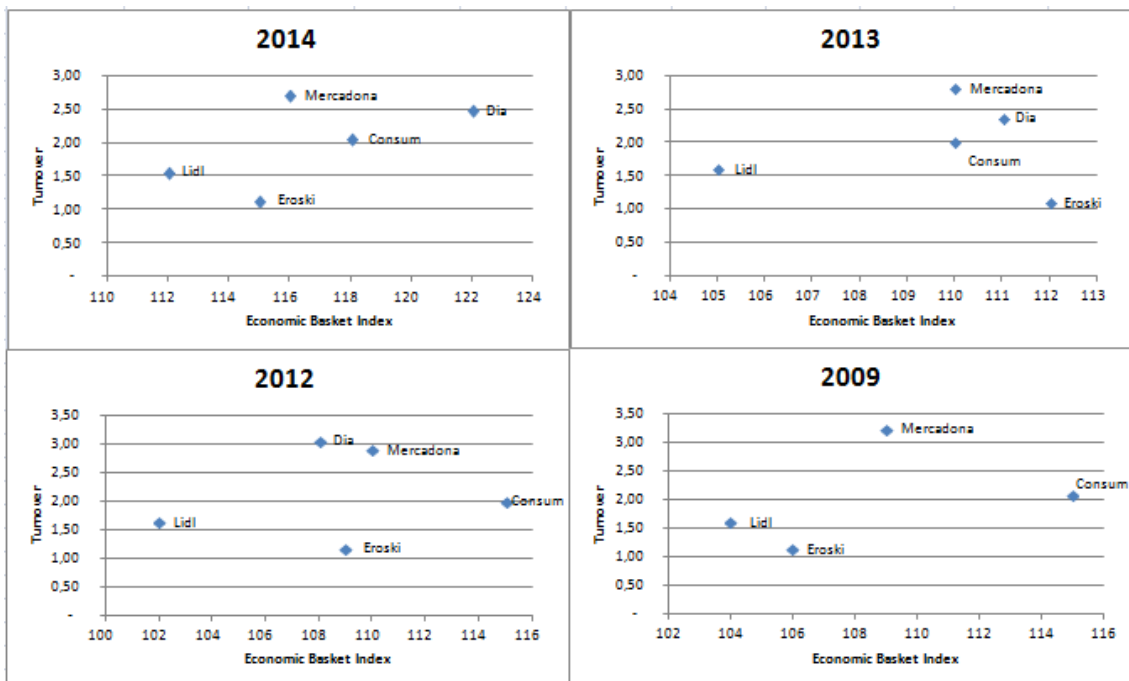 2014
3,00
2,50
2,00
1,50
1,00
0,50
-
Turnover
Mercadona
Dia
Consum
Lidl
Eroski
110 112 114 116 118 120 122 124
Economic Basket Index
2013
3,00
2,50
2,00
1,50
1,00
0,50
-
Turnover
Mercadona
Dia
Consum
Lidl
Eroski
104 105 106 107 108 109 110 111 112 113
Economic Basket Index
2012
3,50
3,00
2,50
2,00
1,50
1,00
0,50
-
Turnover
Dia
Mercadona
Consum
Lidl
Eroski
100 102 104 106 108 110 112 114 116
Economic Basket Index
2009
3,50
3,00
2,50
2,00
1,50
1,00
0,50
-
Turnover
Mercadona
Consum
Lidl
Eroski
102 104 106 108 110 112 114 116
Economic Basket Index